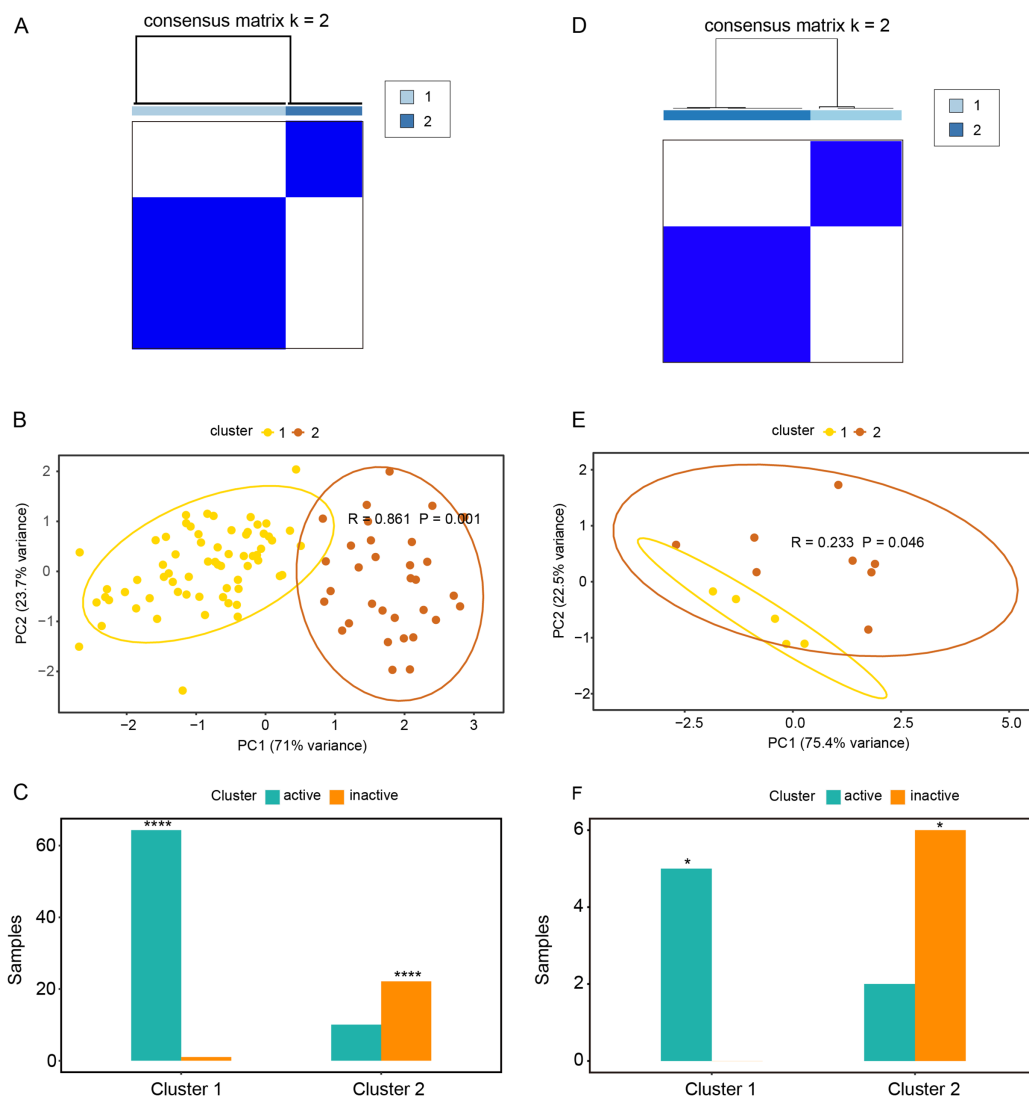 A
consensus matrix k = 2
1
2
B
cluster 1 2
PC2 (23.7% variance)
2
1
0
−1
−2
R = 0.861 P = 0.001
−2 −1 0 1 2 3
PC1 (71% variance)
C
Cluster active inactive
Samples
60
40
20
0
****
****
Cluster 1 Cluster 2
D
consensus matrix k = 2
1
2
E
cluster 1 2
PC2 (22.5% variance)
2
1
0
−1
−2
R = 0.233 P = 0.046
−2.5 0.0 2.5 5.0
PC1 (75.4% variance)
F
Cluster active inactive
Samples
6
4
2
0
*
*
Cluster 1 Cluster 2